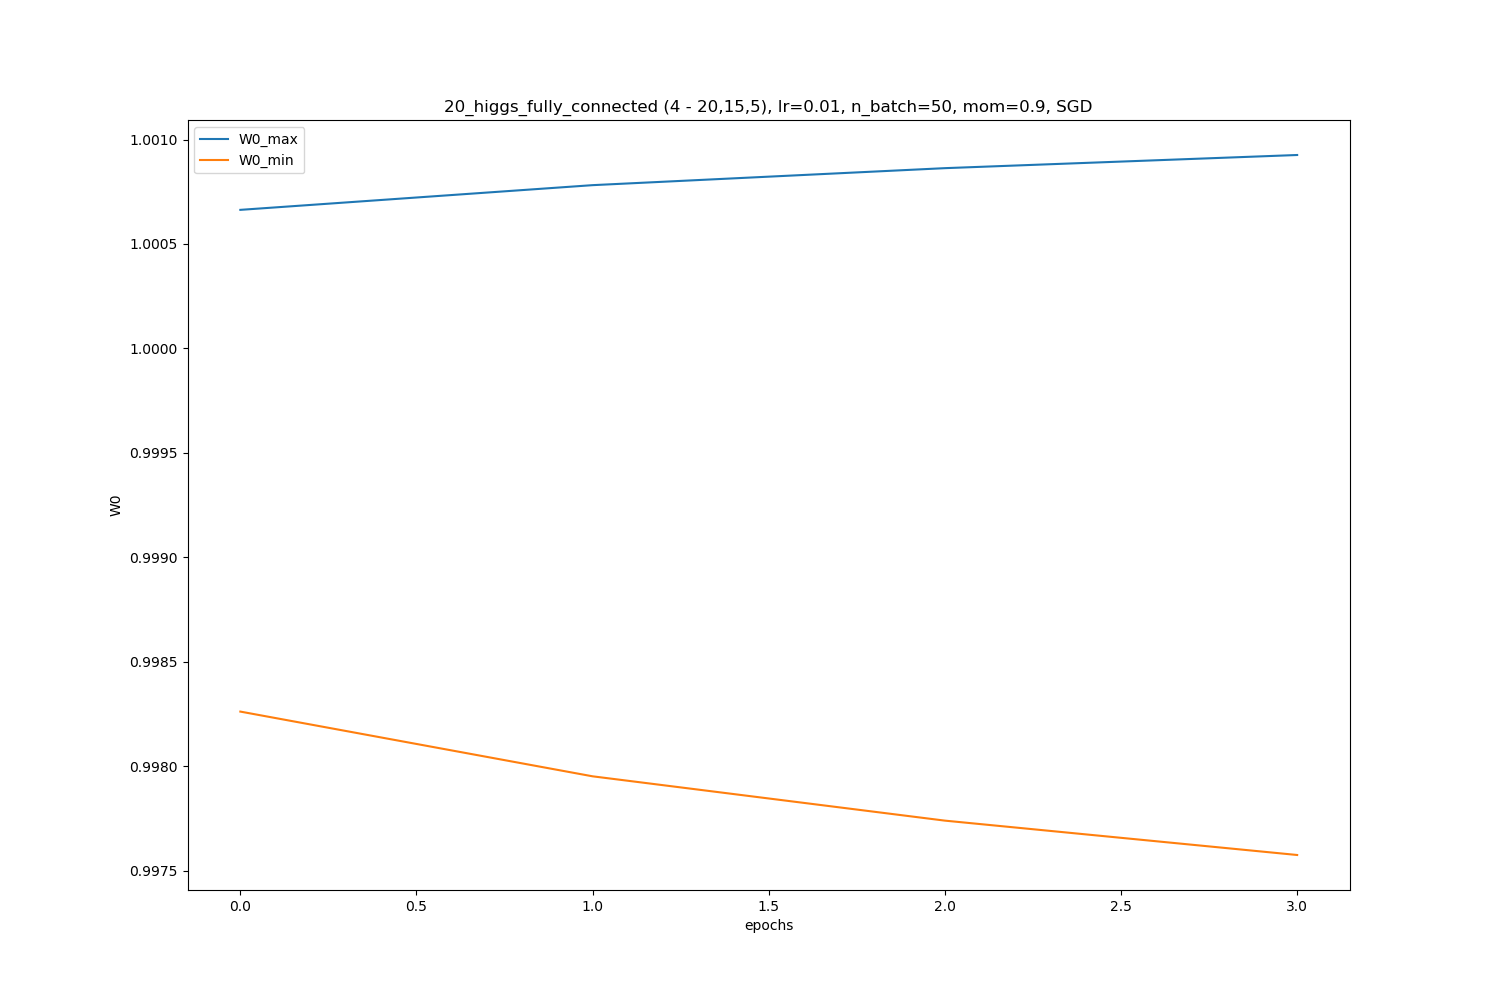 20_higgs_fully_connected (4 - 20,15,5), lr=0.01, n_batch=50, mom=0.9, SGD
W0_max
W0_min
1.0010
1.0005
1.0000
0.9995
0.9990
0.9985
0.9980
0.9975
W0
0.0 0.5 1.0 1.5 2.0 2.5 3.0
epochs